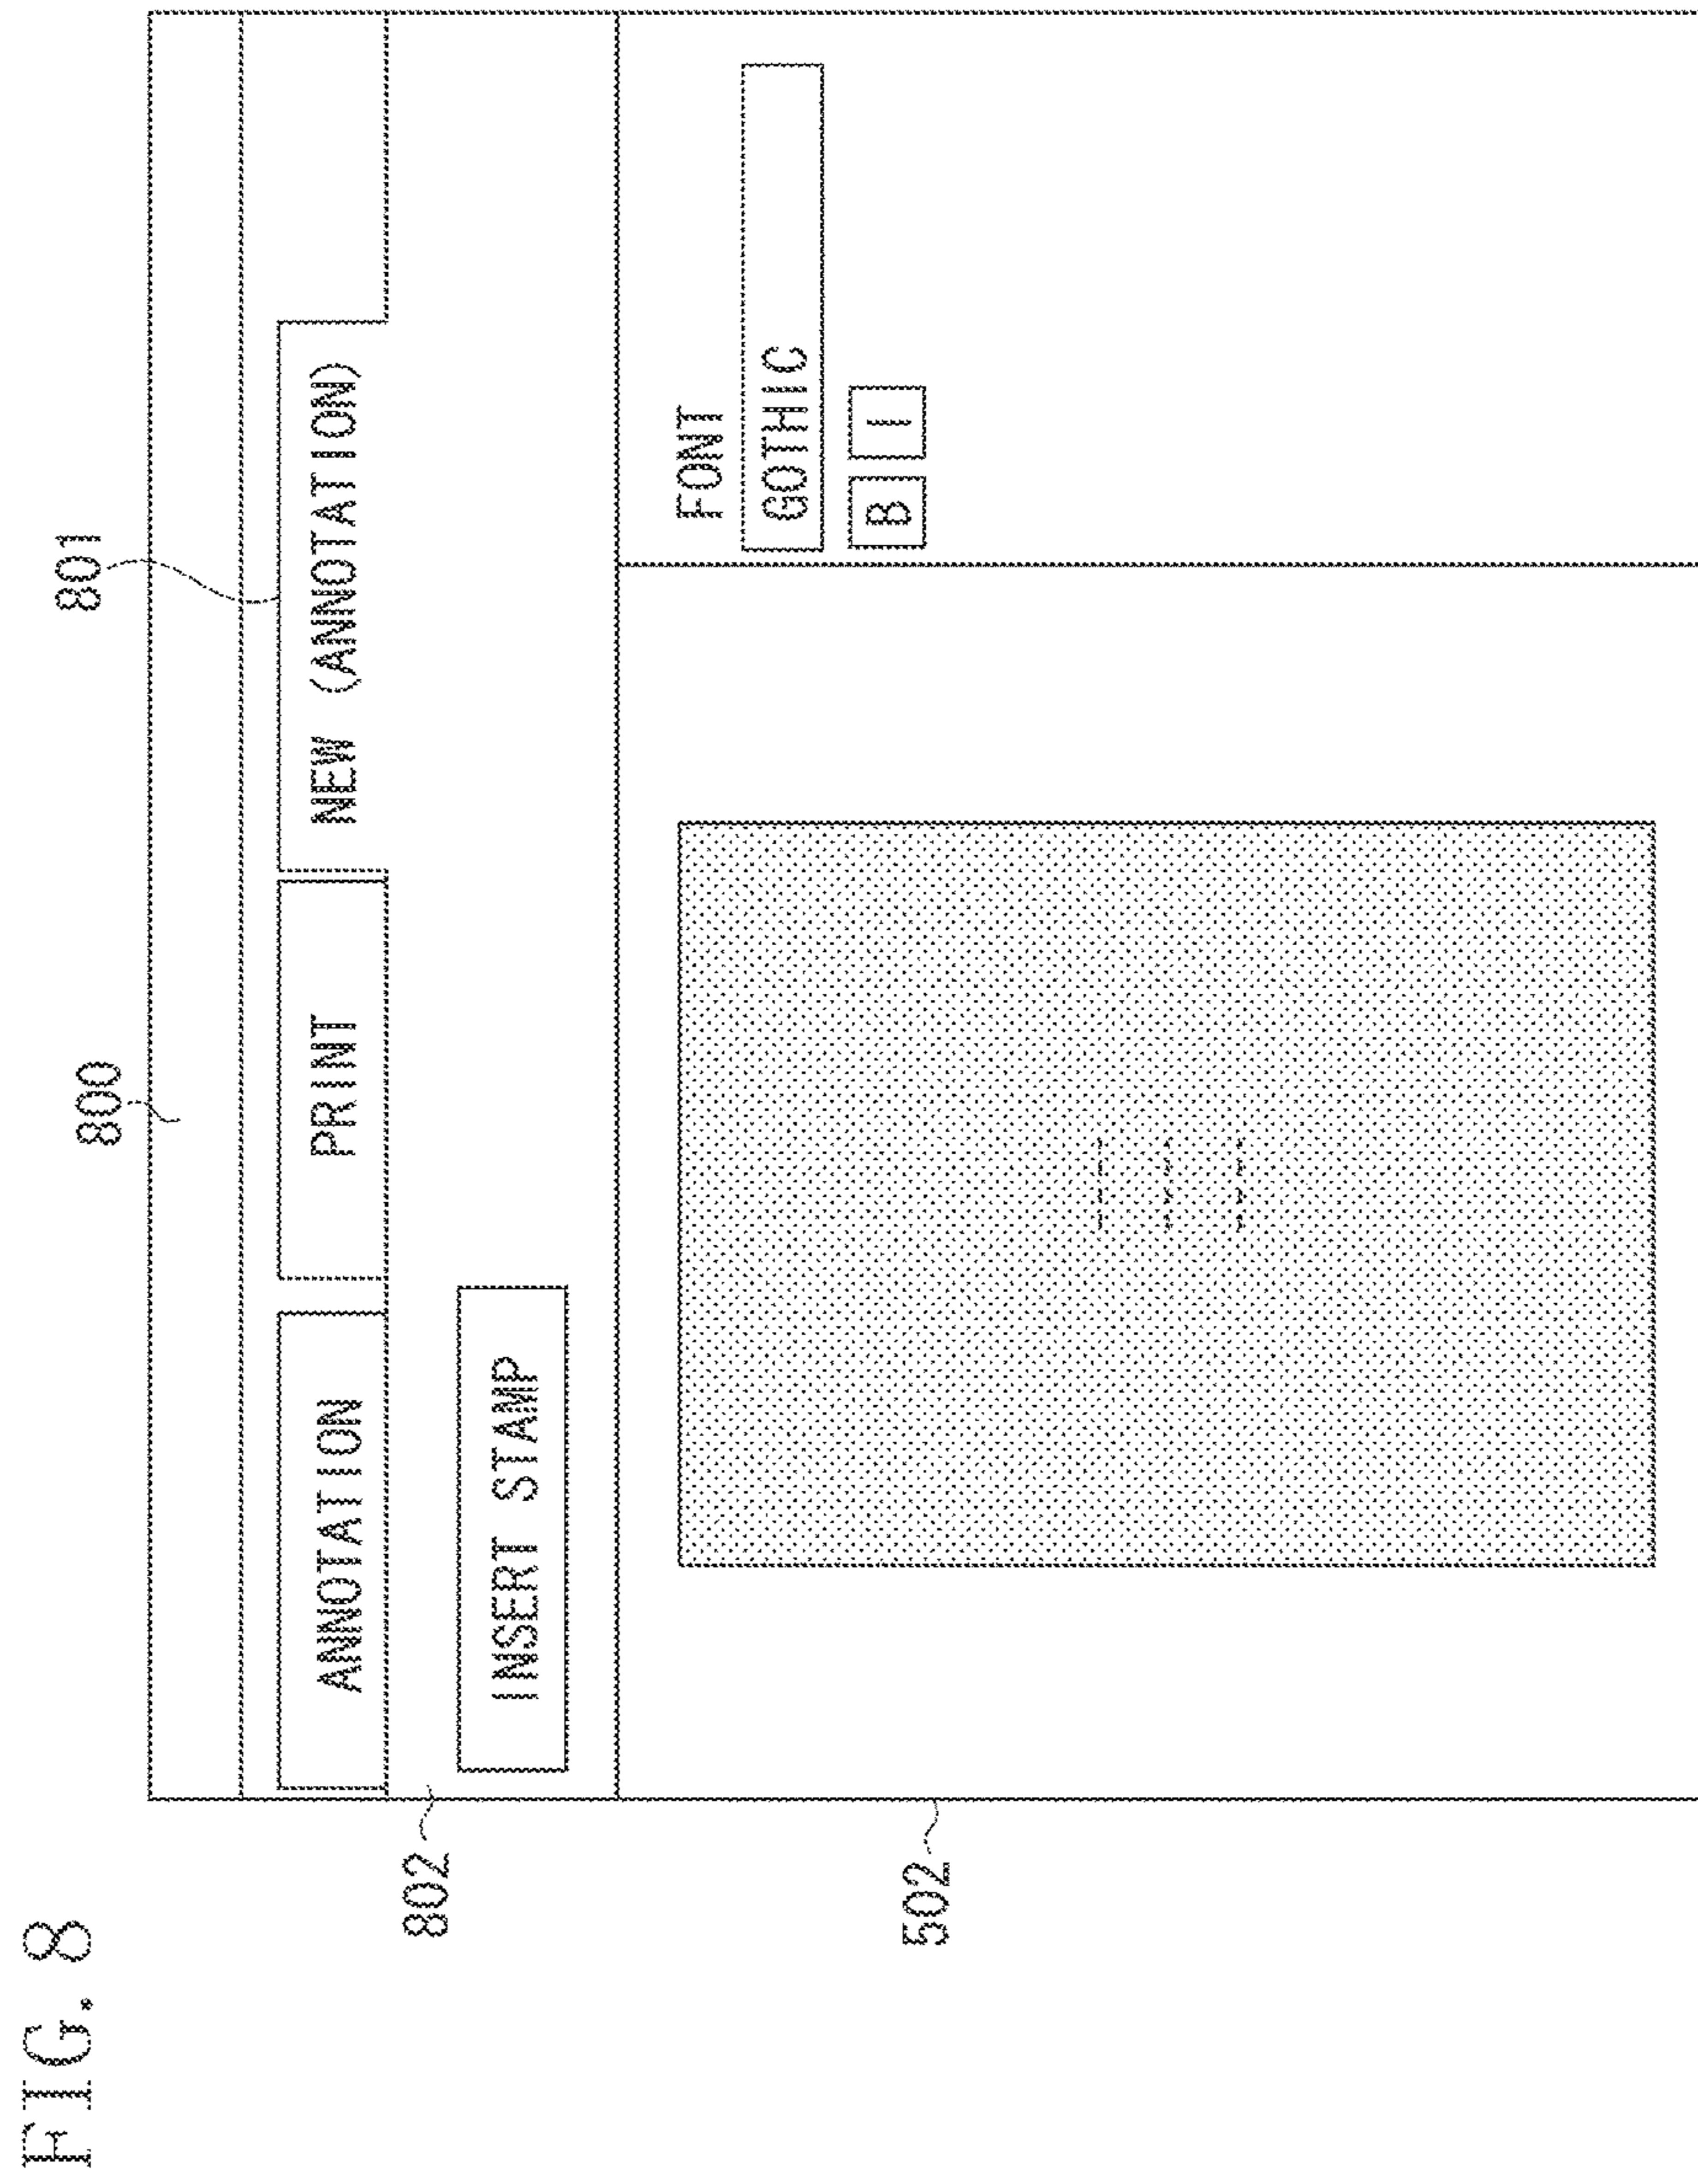 FIG. 8
800
801
ANNOTATION
PRINT
NEW (ANNOTATION)
802
INSERT STAMP
502
FONT
GOTHIC
B I